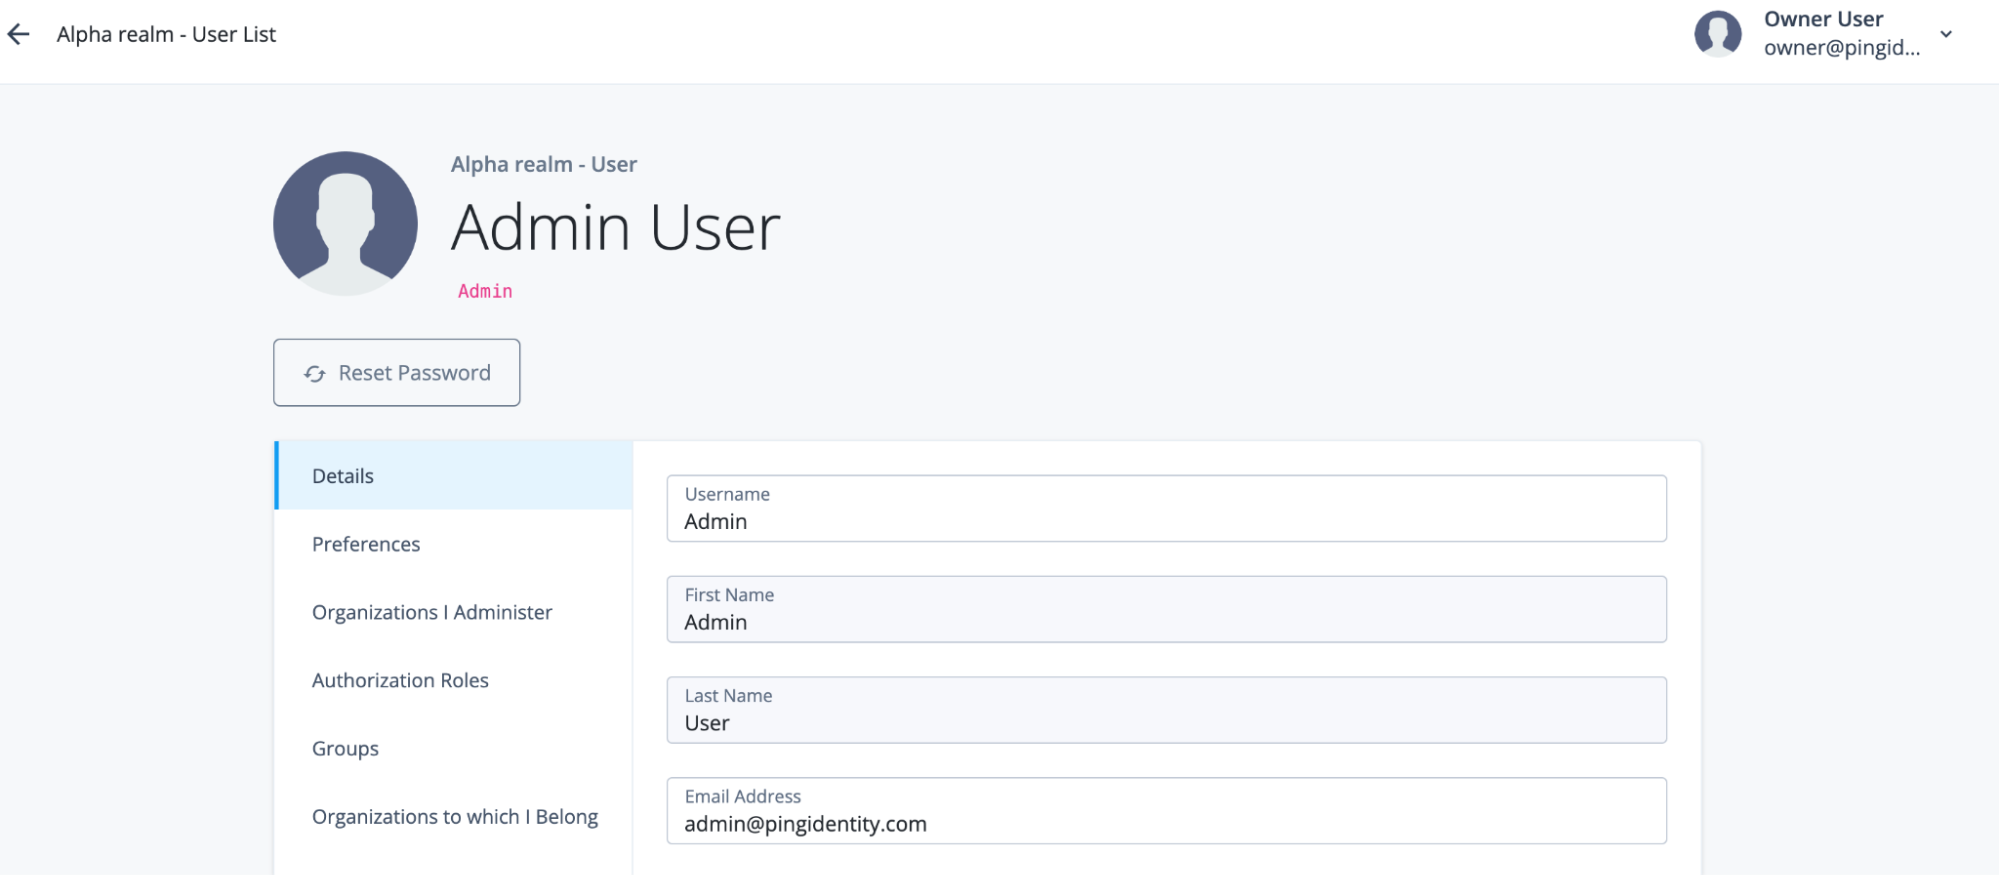 Alpha realm - User List
Owner User
owner@pingid...
Alpha realm - User
Admin User
Admin
Reset Password
Details
Preferences
Organizations I Administer
Authorization Roles
Groups
Organizations to which I Belong
Username
Admin
First Name
Admin
Last Name
User
Email Address
admin@pingidentity.com